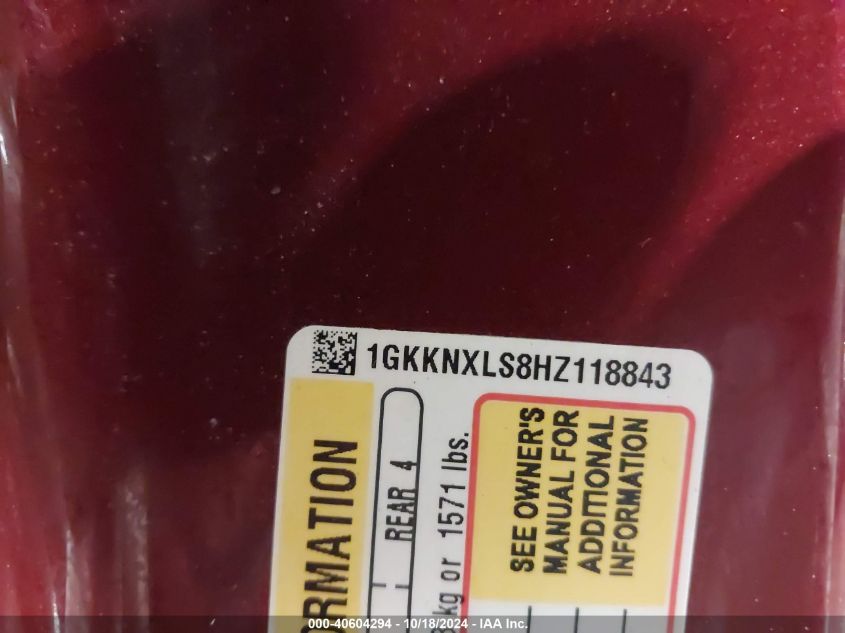 1GKKNXLS8HZ118843
REAR 4
kg or 1571 lbs.
SEE OWNER'S
MANUAL FOR
ADDITIONAL
INFORMATION
000-40604294 - 10/18/2024 - IAA Inc.